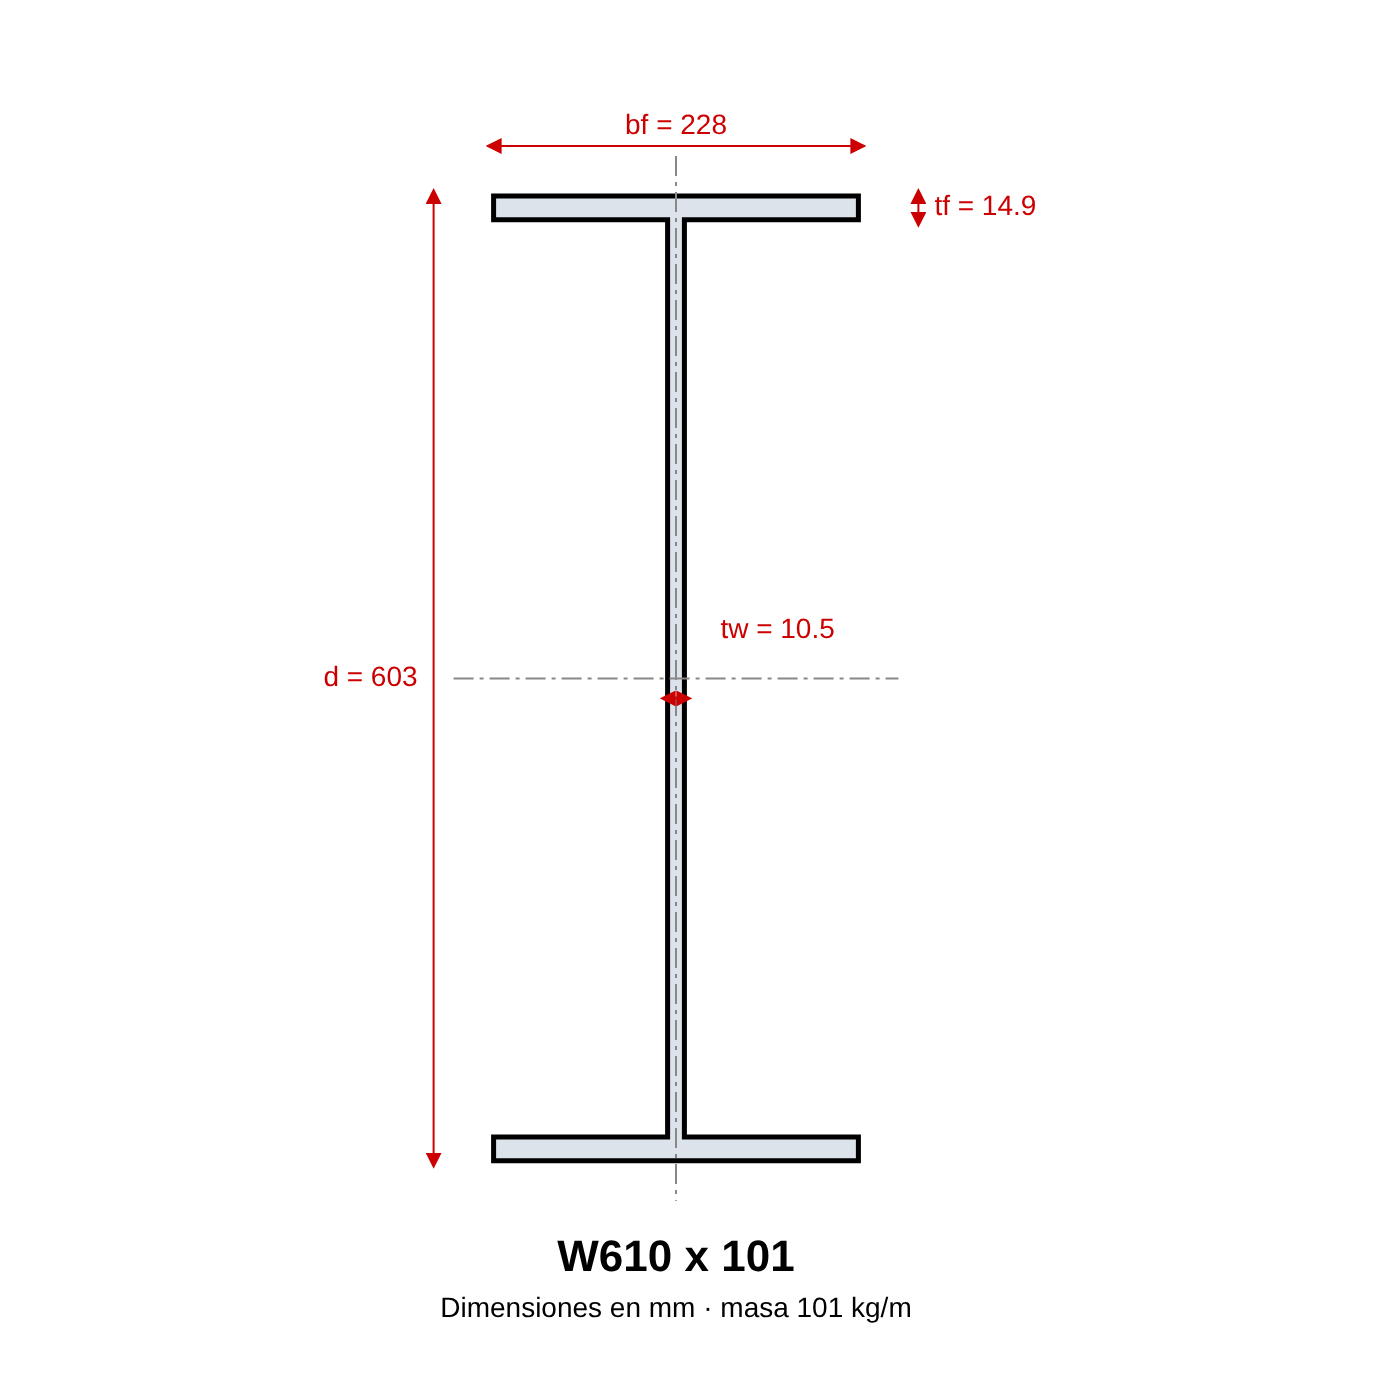 bf = 228
tf = 14.9
tw = 10.5
d = 603
W610 x 101
Dimensiones en mm · masa 101 kg/m